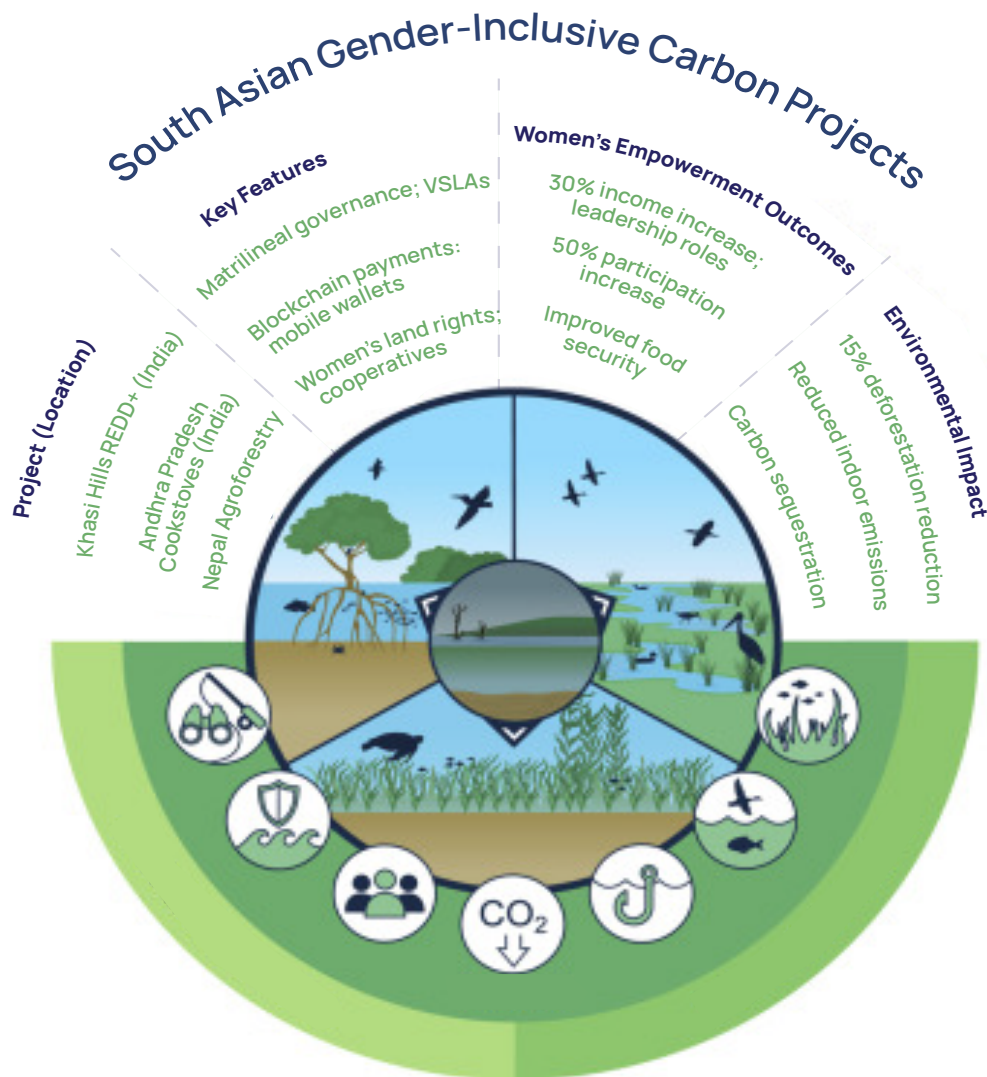 South Asian Gender-Inclusive Carbon Projects
Project (Location)
Khasi Hills REDD+ (India)
Andhra Pradesh
Cookstoves (India)
Nepal Agroforestry
Key Features
Matrilineal governance; VSLAs
Blockchain payments:
mobile wallets
Women's land rights;
cooperatives
Women's Empowerment Outcomes
30% income increase;
leadership roles
50% participation
increase
Improved food
security
Environmental Impact
15% deforestation reduction
Reduced indoor emissions
Carbon sequestration
CO₂